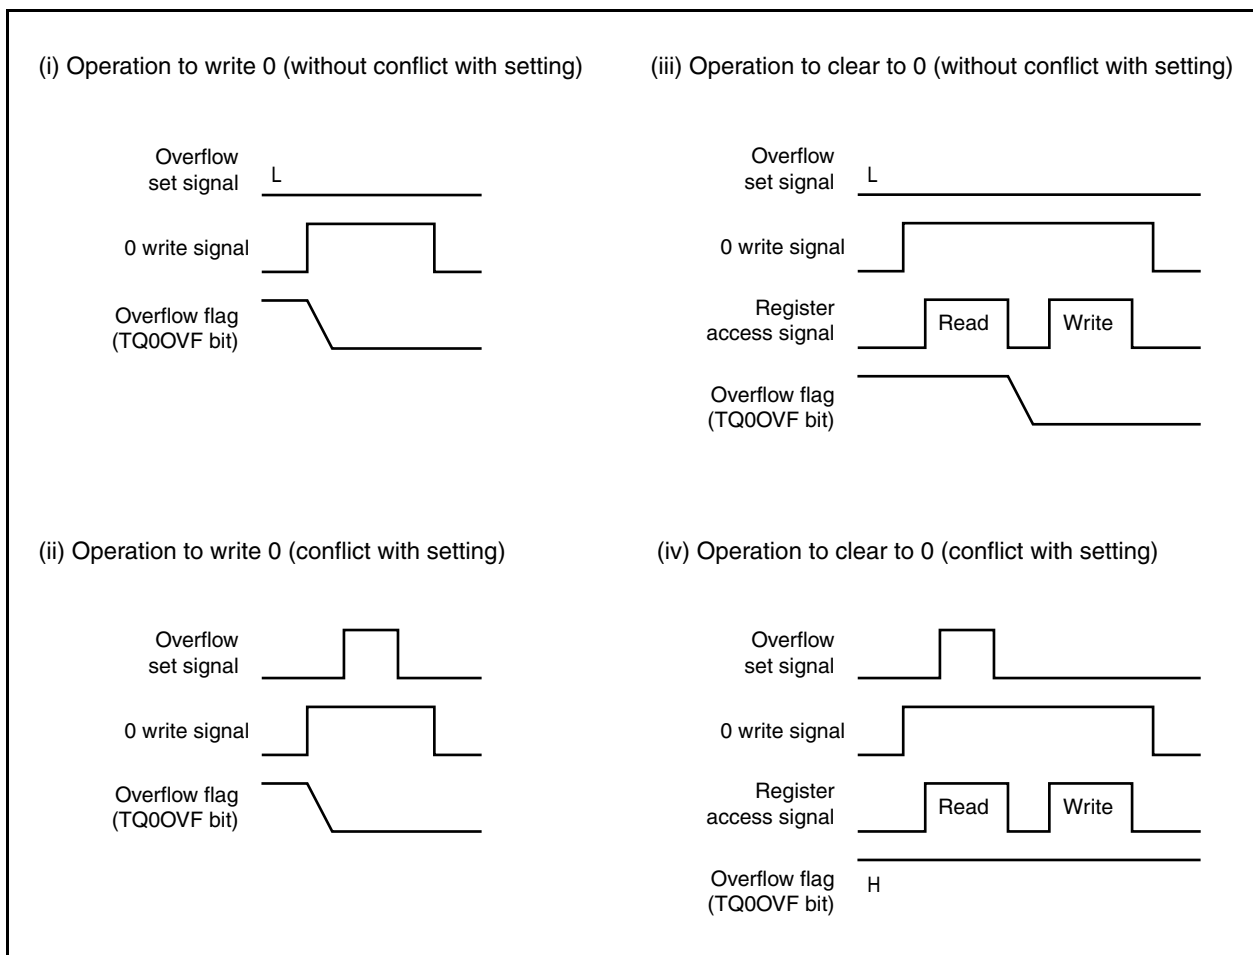 (i) Operation to write 0 (without conflict with setting)
Overflow
set signal
L
0 write signal
Overflow flag
(TQ0OVF bit)
(iii) Operation to clear to 0 (without conflict with setting)
Overflow
set signal
L
0 write signal
Register
access signal
Read
Write
Overflow flag
(TQ0OVF bit)
(ii) Operation to write 0 (conflict with setting)
Overflow
set signal
0 write signal
Overflow flag
(TQ0OVF bit)
(iv) Operation to clear to 0 (conflict with setting)
Overflow
set signal
0 write signal
Register
access signal
Read
Write
Overflow flag
(TQ0OVF bit)
H